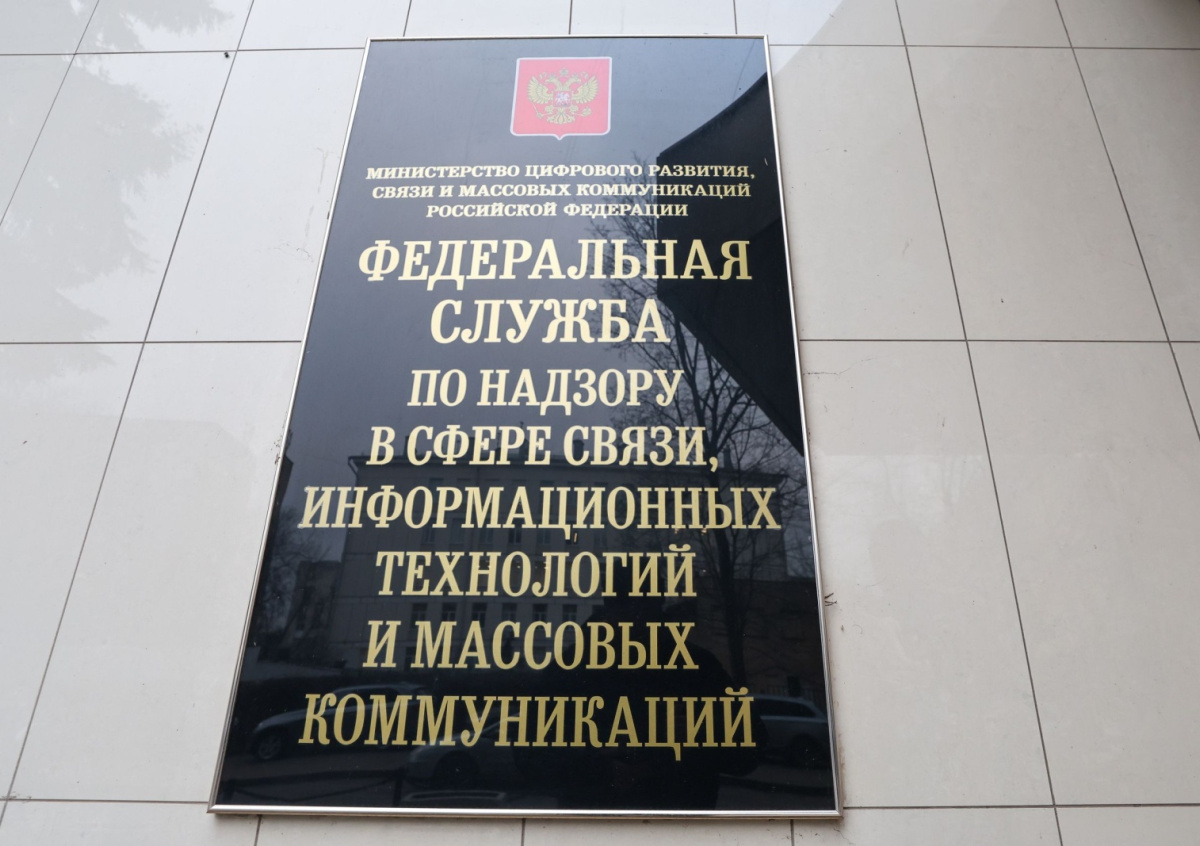 МИНИСТЕРСТВО ЦИФРОВОГО РАЗВИТИЯ,
СВЯЗИ И МАССОВЫХ КОММУНИКАЦИЙ
РОССИЙСКОЙ ФЕДЕРАЦИИ
ФЕДЕРАЛЬНАЯ
СЛУЖБА
ПО НАДЗОРУ
В СФЕРЕ СВЯЗИ,
ИНФОРМАЦИОННЫХ
ТЕХНОЛОГИЙ
И МАССОВЫХ
КОММУНИКАЦИЙ